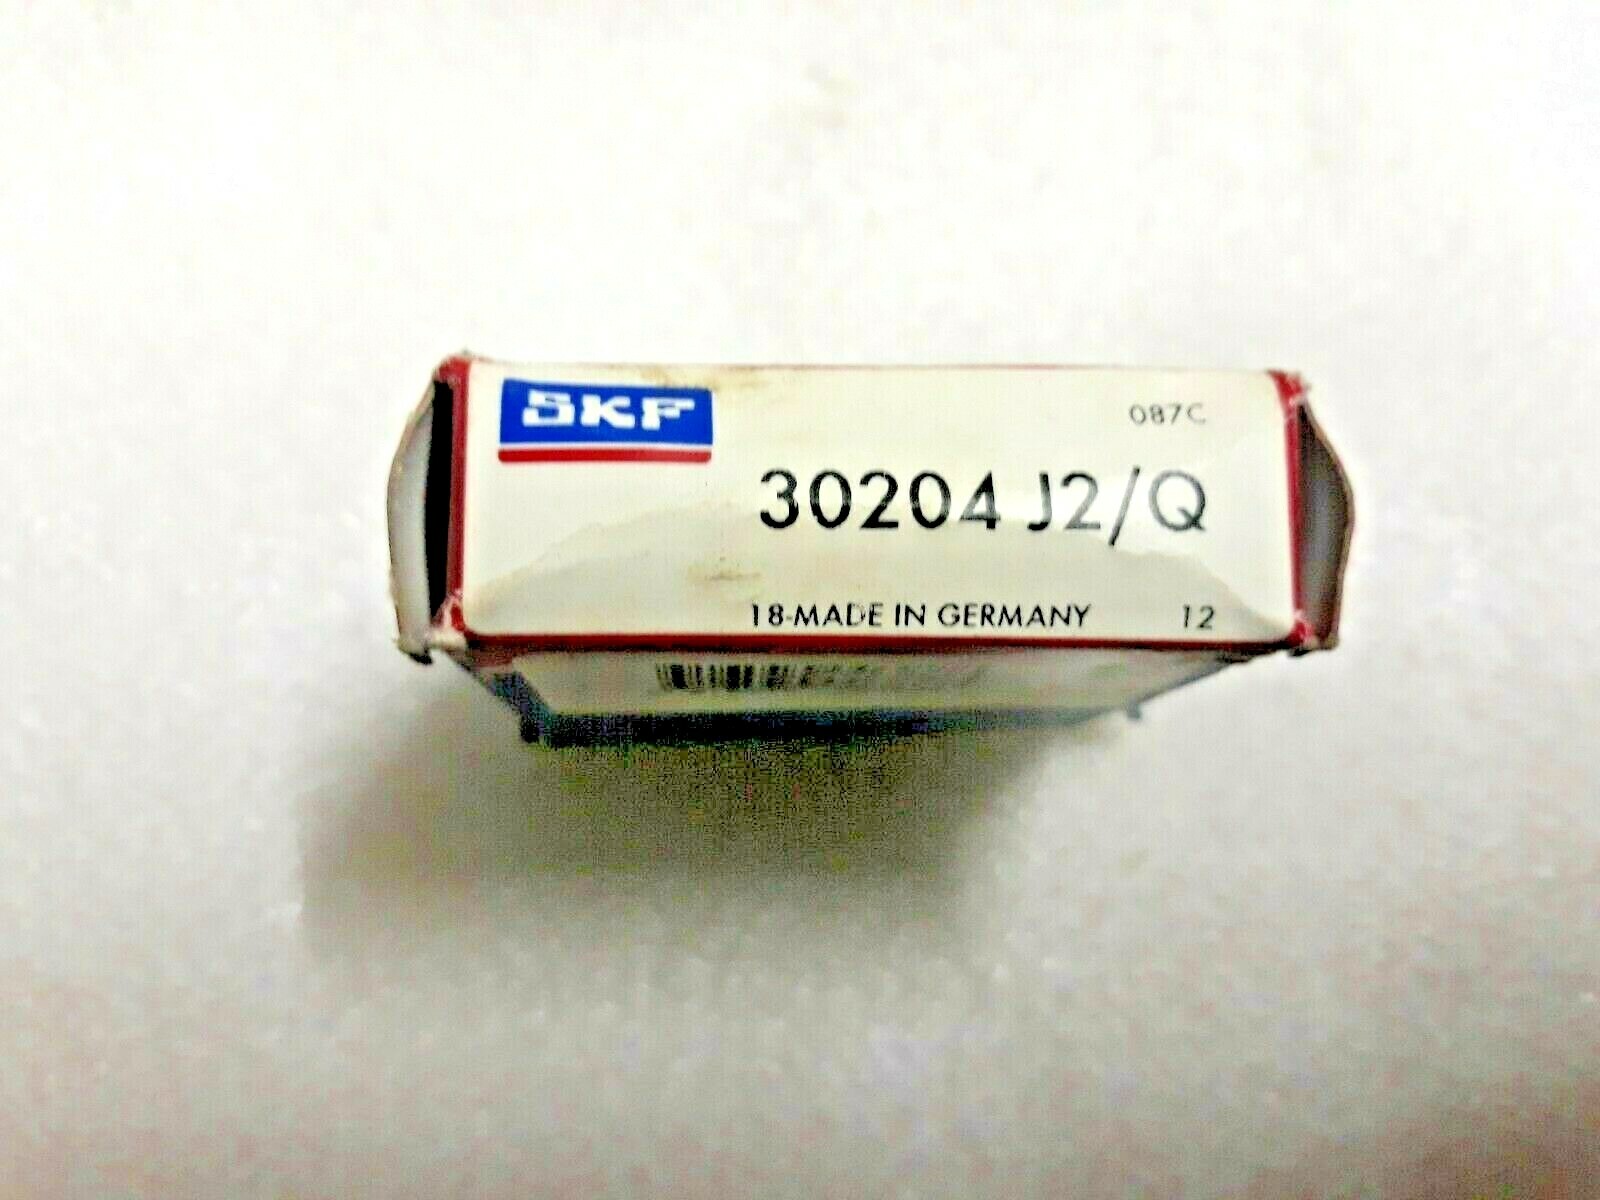 SKF
087C
30204 J2/Q
18-MADE IN GERMANY 12